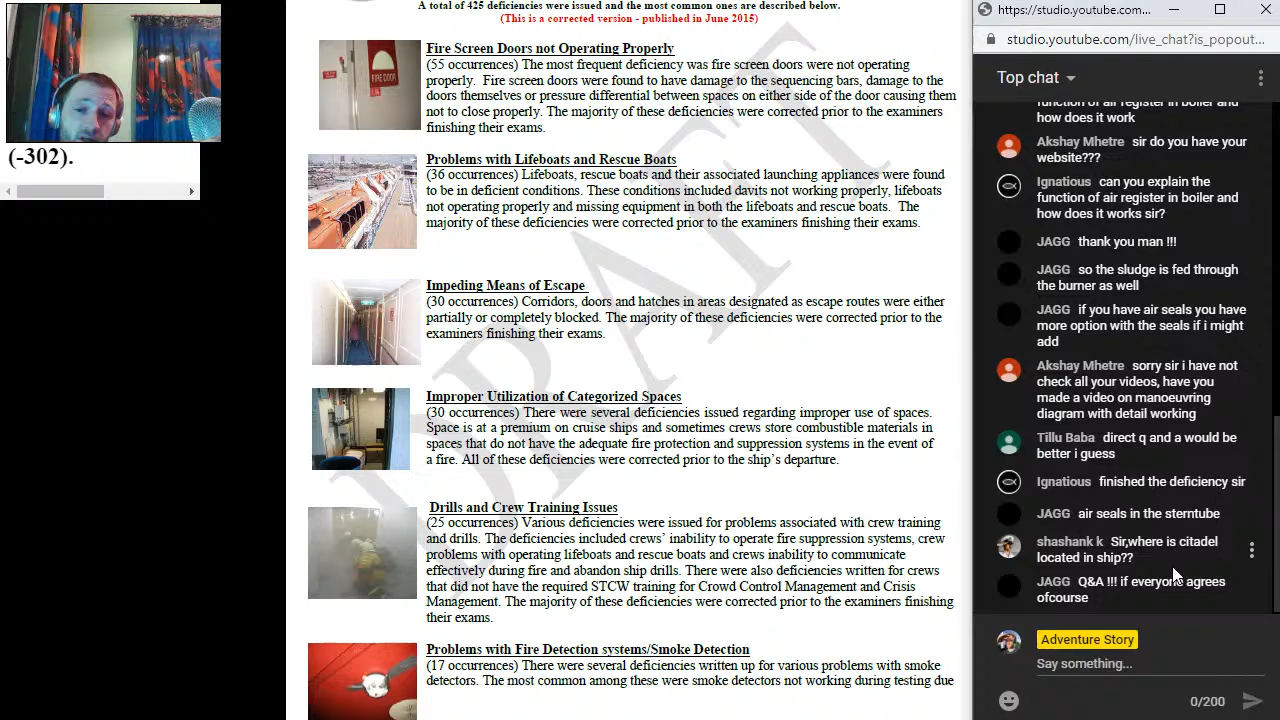 A total of 425 deficiencies were issued and the most common ones are described below.
(This is a corrected version - published in June 2015)
Fire Screen Doors not Operating Properly
(55 occurrences) The most frequent deficiency was fire screen doors were not operating
properly. Fire screen doors were found to have damage to the sequencing bars, damage to the
doors themselves or pressure differential between spaces on either side of the door causing them
not to close properly. The majority of these deficiencies were corrected prior to the examiners
finishing their exams.
FIRE DOOR
(-302).
Problems with Lifeboats and Rescue Boats
(36 occurrences) Lifeboats, rescue boats and their associated launching appliances were found
to be in deficient conditions. These conditions included davits not working properly, lifeboats
not operating properly and missing equipment in both the lifeboats and rescue boats. The
majority of these deficiencies were corrected prior to the examiners finishing their exams.
Impeding Means of Escape
(30 occurrences) Corridors, doors and hatches in areas designated as escape routes were either
partially or completely blocked. The majority of these deficiencies were corrected prior to the
examiners finishing their exams.
Improper Utilization of Categorized Spaces
(30 occurrences) There were several deficiencies issued regarding improper use of spaces.
Space is at a premium on cruise ships and sometimes crews store combustible materials in
spaces that do not have the adequate fire protection and suppression systems in the event of
a fire. All of these deficiencies were corrected prior to the ship's departure.
Drills and Crew Training Issues
(25 occurrences) Various deficiencies were issued for problems associated with crew training
and drills. The deficiencies included crews' inability to operate fire suppression systems, crew
problems with operating lifeboats and rescue boats and crews inability to communicate
effectively during fire and abandon ship drills. There were also deficiencies written for crews
that did not have the required STCW training for Crowd Control Management and Crisis
Management. The majority of these deficiencies were corrected prior to the examiners finishing
their exams.
Problems with Fire Detection systems/Smoke Detection
(17 occurrences) There were several deficiencies written up for various problems with smoke
detectors. The most common among these were smoke detectors not working during testing due
DRAFT
https://studio.youtube.com...
studio.youtube.com/live_chat?is_popout...
Top chat
function of air register in boiler and
how does it work
Akshay Mhetre sir do you have your
website???
Ignatious can you explain the
function of air register in boiler and
how does it works sir?
JAGG thank you man !!!
JAGG so the sludge is fed through
the burner as well
JAGG if you have air seals you have
more option with the seals if i might
add
Akshay Mhetre sorry sir i have not
check all your videos, have you
made a video on manoeuvring
diagram with detail working
Tillu Baba direct q and a would be
better i guess
Ignatious finished the deficiency sir
JAGG air seals in the sterntube
shashank k Sir,where is citadel
located in ship??
JAGG Q&A !!! if everyone agrees
ofcourse
Adventure Story
Say something...
0/200